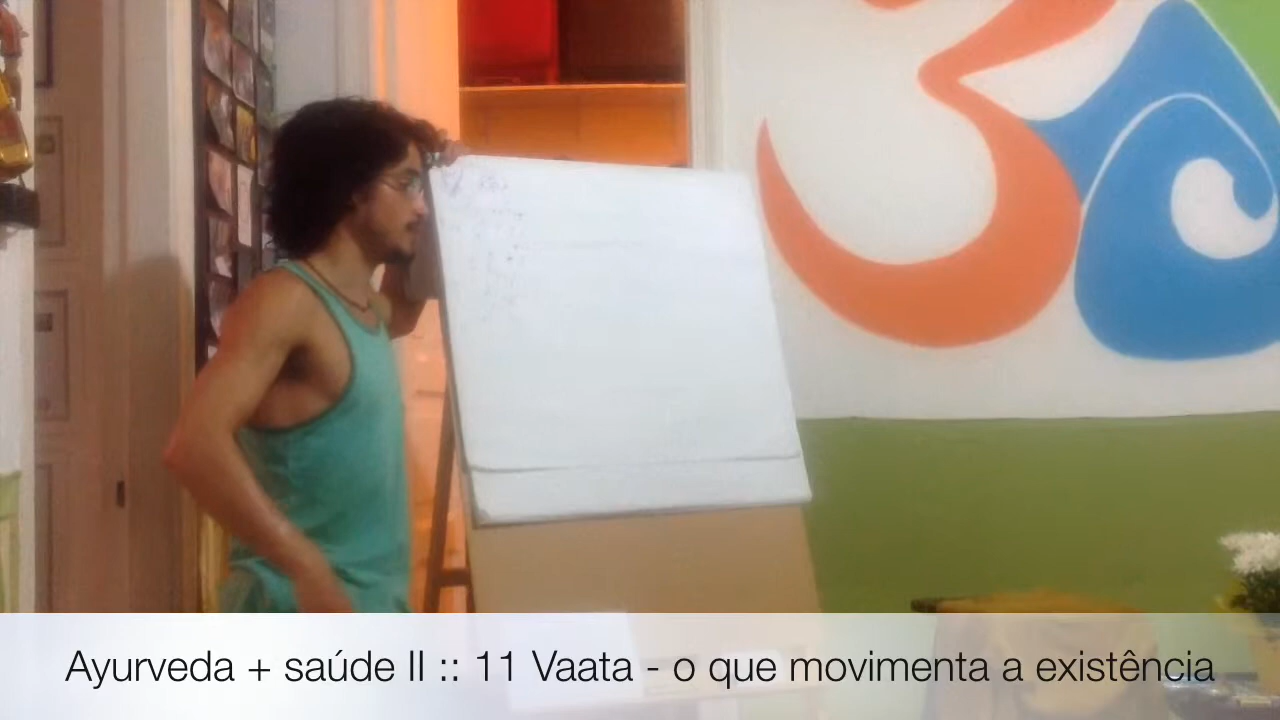 Ayurveda + saúde II :: 11 Vaata - o que movimenta a existência